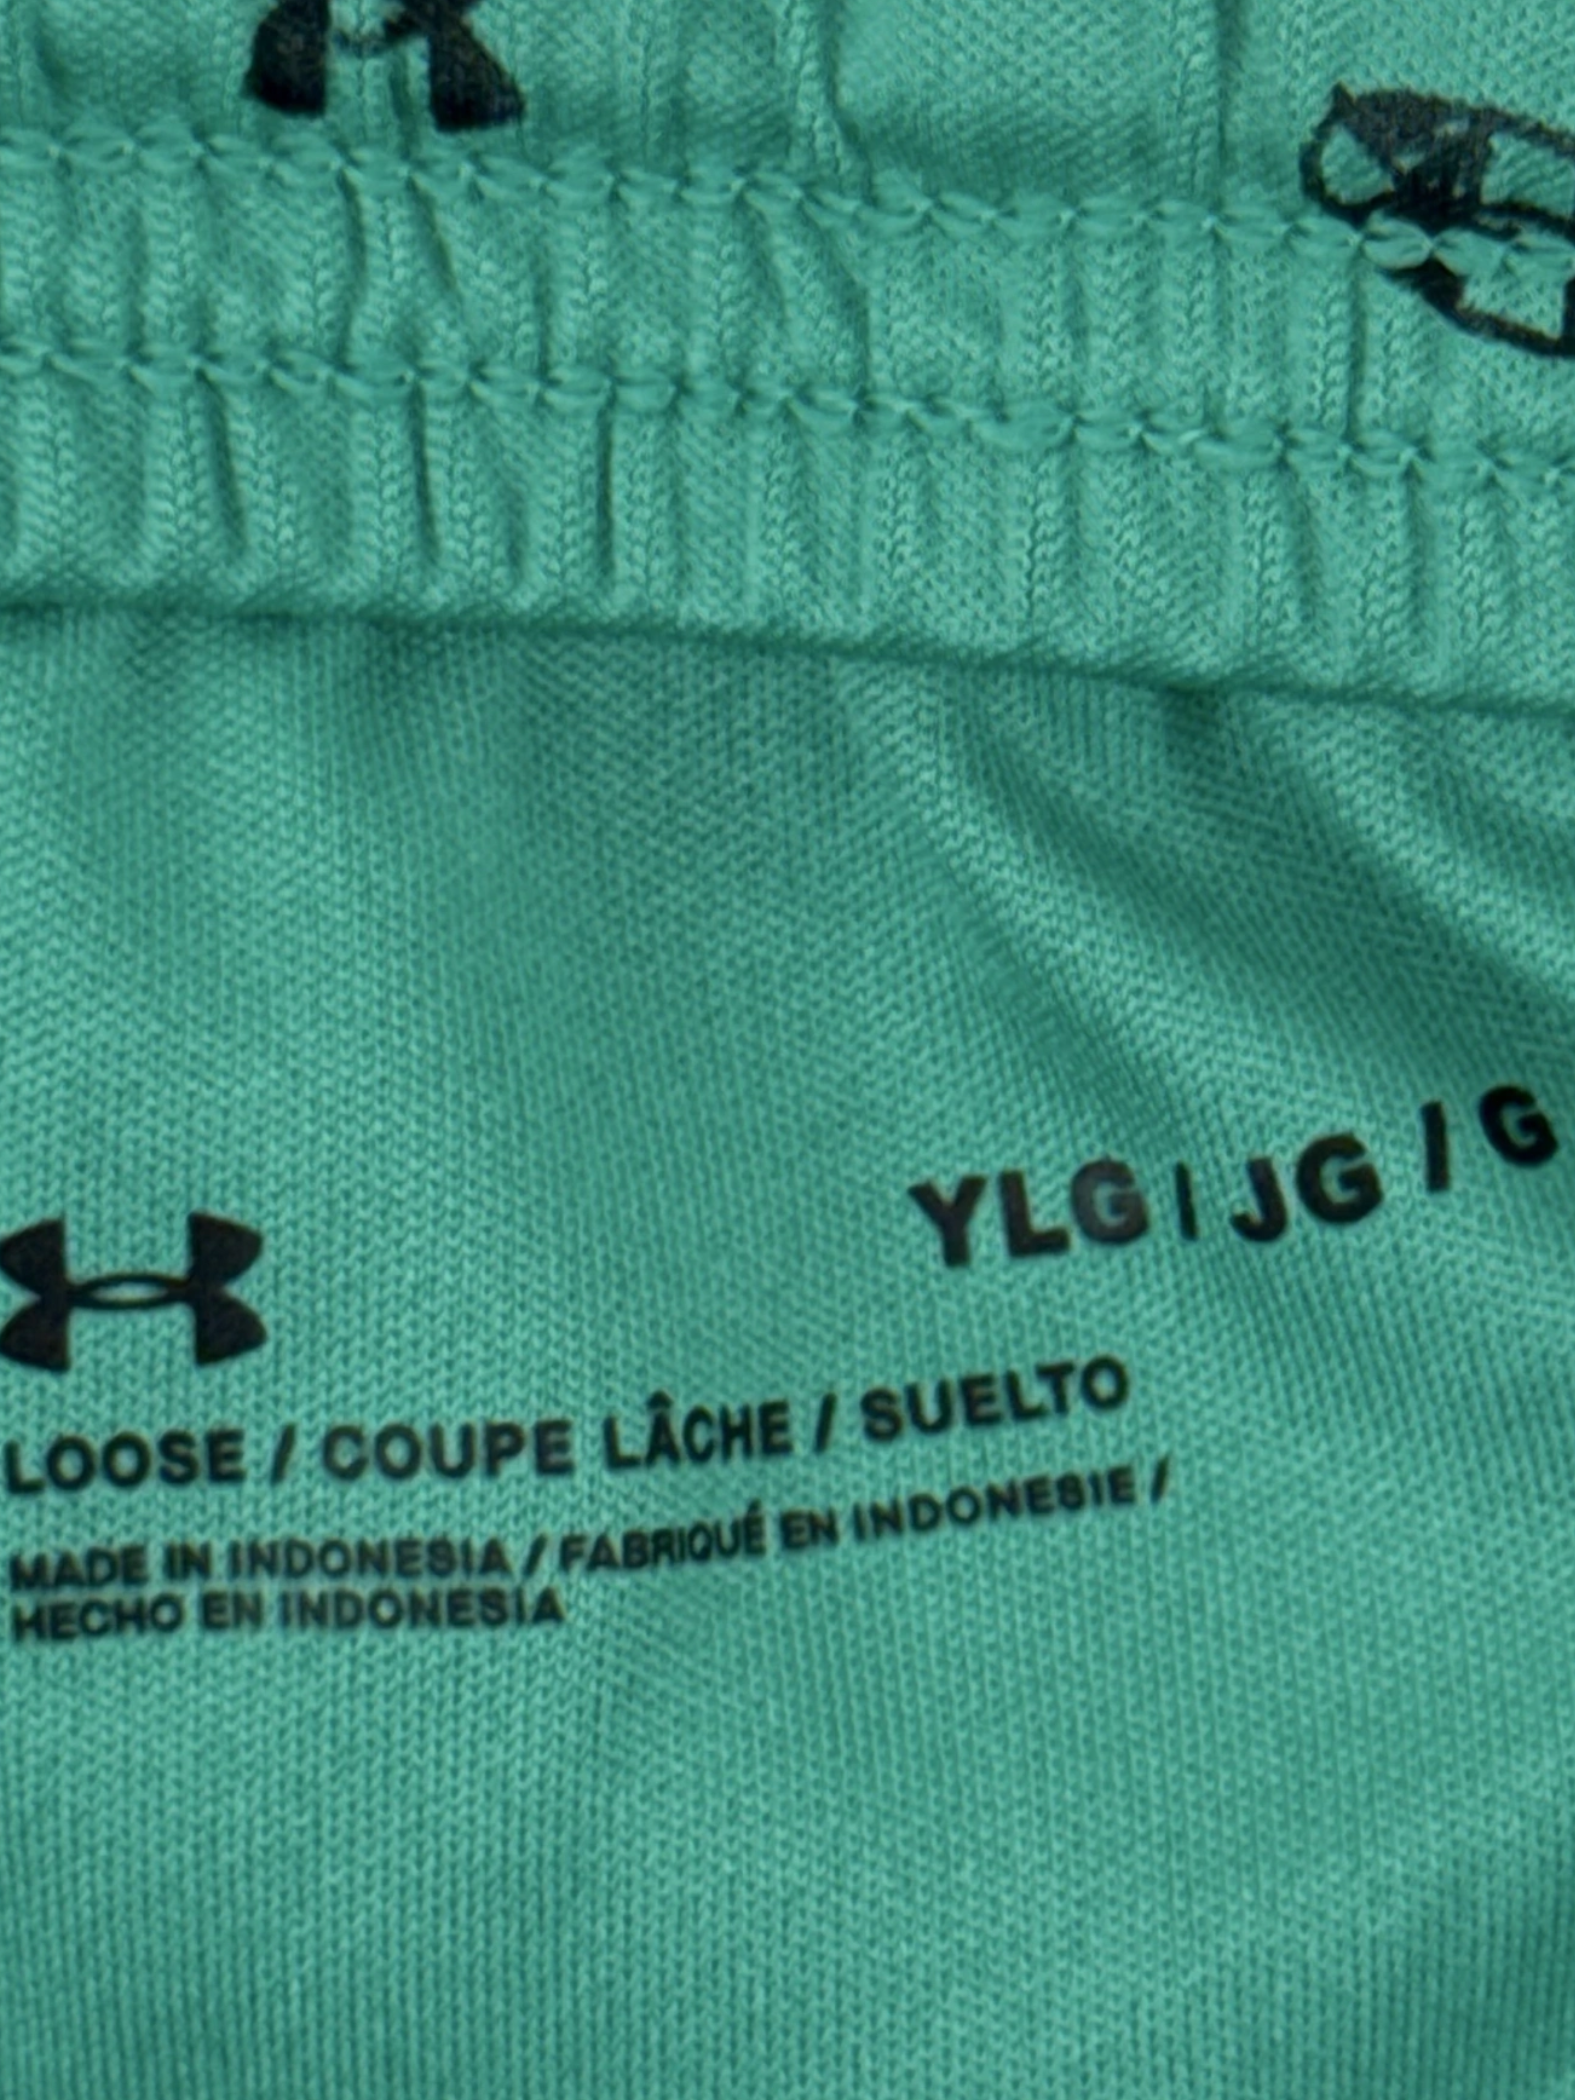 YLG / JG / G
LOOSE / COUPE LÂCHE / SUELTO
MADE IN INDONESIA / FABRIQUÉ EN INDONESIE /
HECHO EN INDONESIA